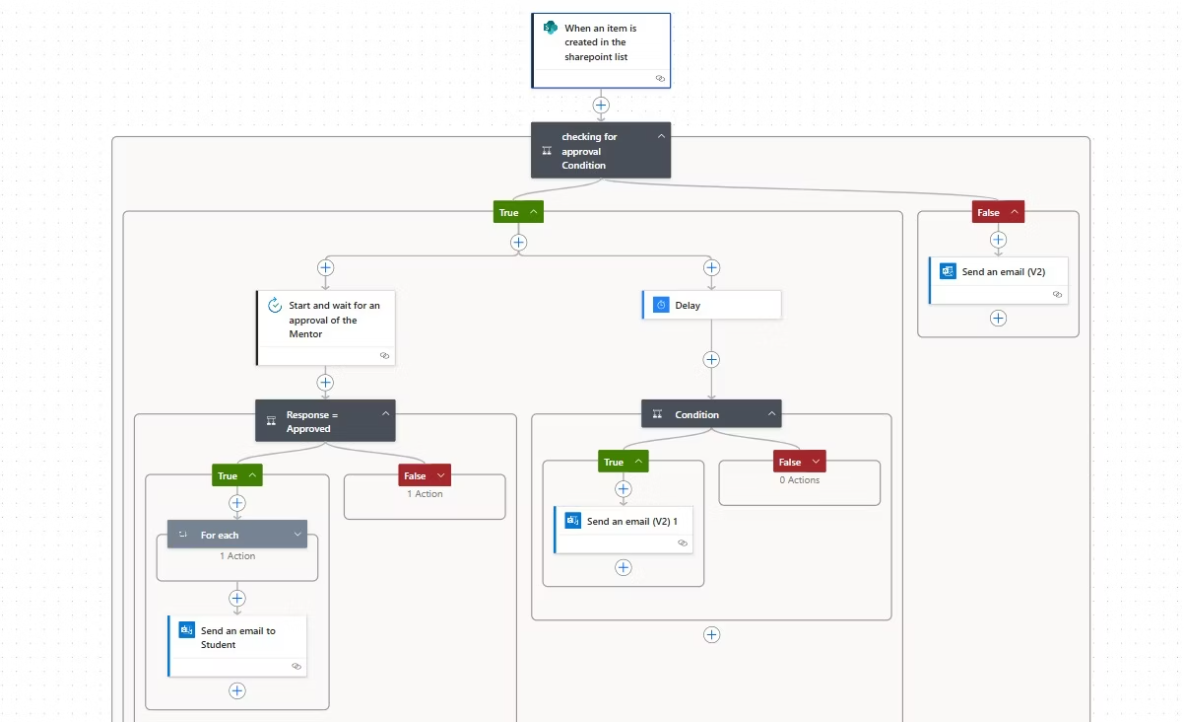 When an item is
created in the
sharepoint list
checking for
approval
Condition
True
False
Send an email (V2)
Start and wait for an
approval of the
Mentor
Delay
Response =
Approved
Condition
True
False
1 Action
True
False
0 Actions
For each
1 Action
Send an email (V2) 1
Send an email to
Student